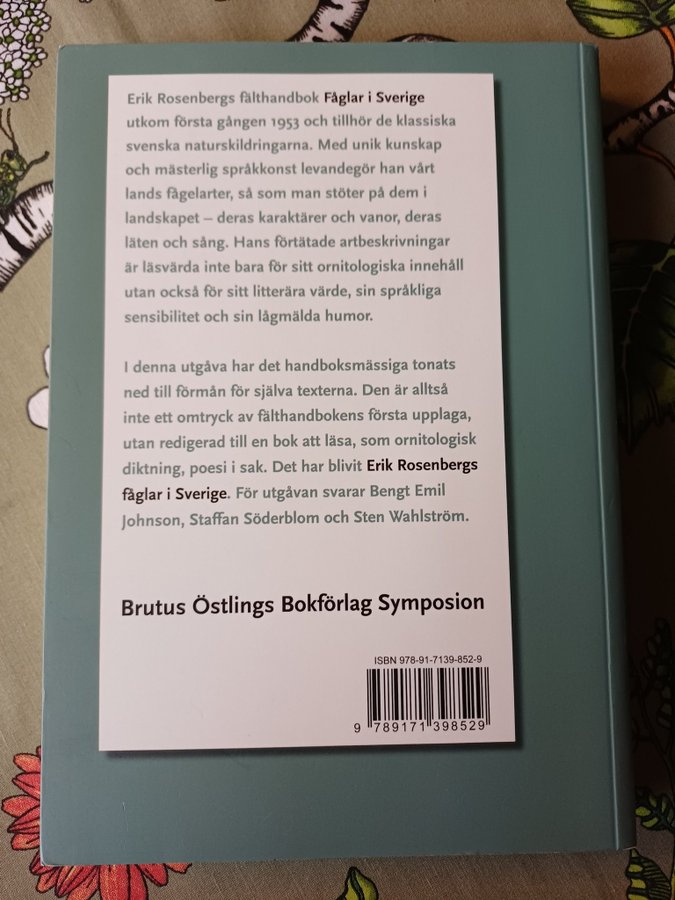 Erik Rosenbergs fälthandbok Fåglar i Sverige
utkom första gången 1953 och tillhör de klassiska
svenska naturskildringarna. Med unik kunskap
och mästerlig språkkonst levandegör han vårt
lands fågelarter, så som man stöter på dem i
landskapet – deras karaktärer och vanor, deras
läten och sång. Hans förtätade artbeskrivningar
är läsvärda inte bara för sitt ornitologiska innehåll
utan också för sitt litterära värde, sin språkliga
sensibilitet och sin lågmälda humor.
I denna utgåva har det handboksmässiga tonats
ned till förmån för själva texterna. Den är alltså
inte ett omtryck av fälthandbokens första upplaga,
utan redigerad till en bok att läsa, som ornitologisk
diktning, poesi i sak. Det har blivit Erik Rosenbergs
fåglar i Sverige. För utgåvan svarar Bengt Emil
Johnson, Staffan Söderblom och Sten Wahlström.
Brutus Östlings Bokförlag Symposion
ISBN 978-91-7139-852-9
9 789171 398529